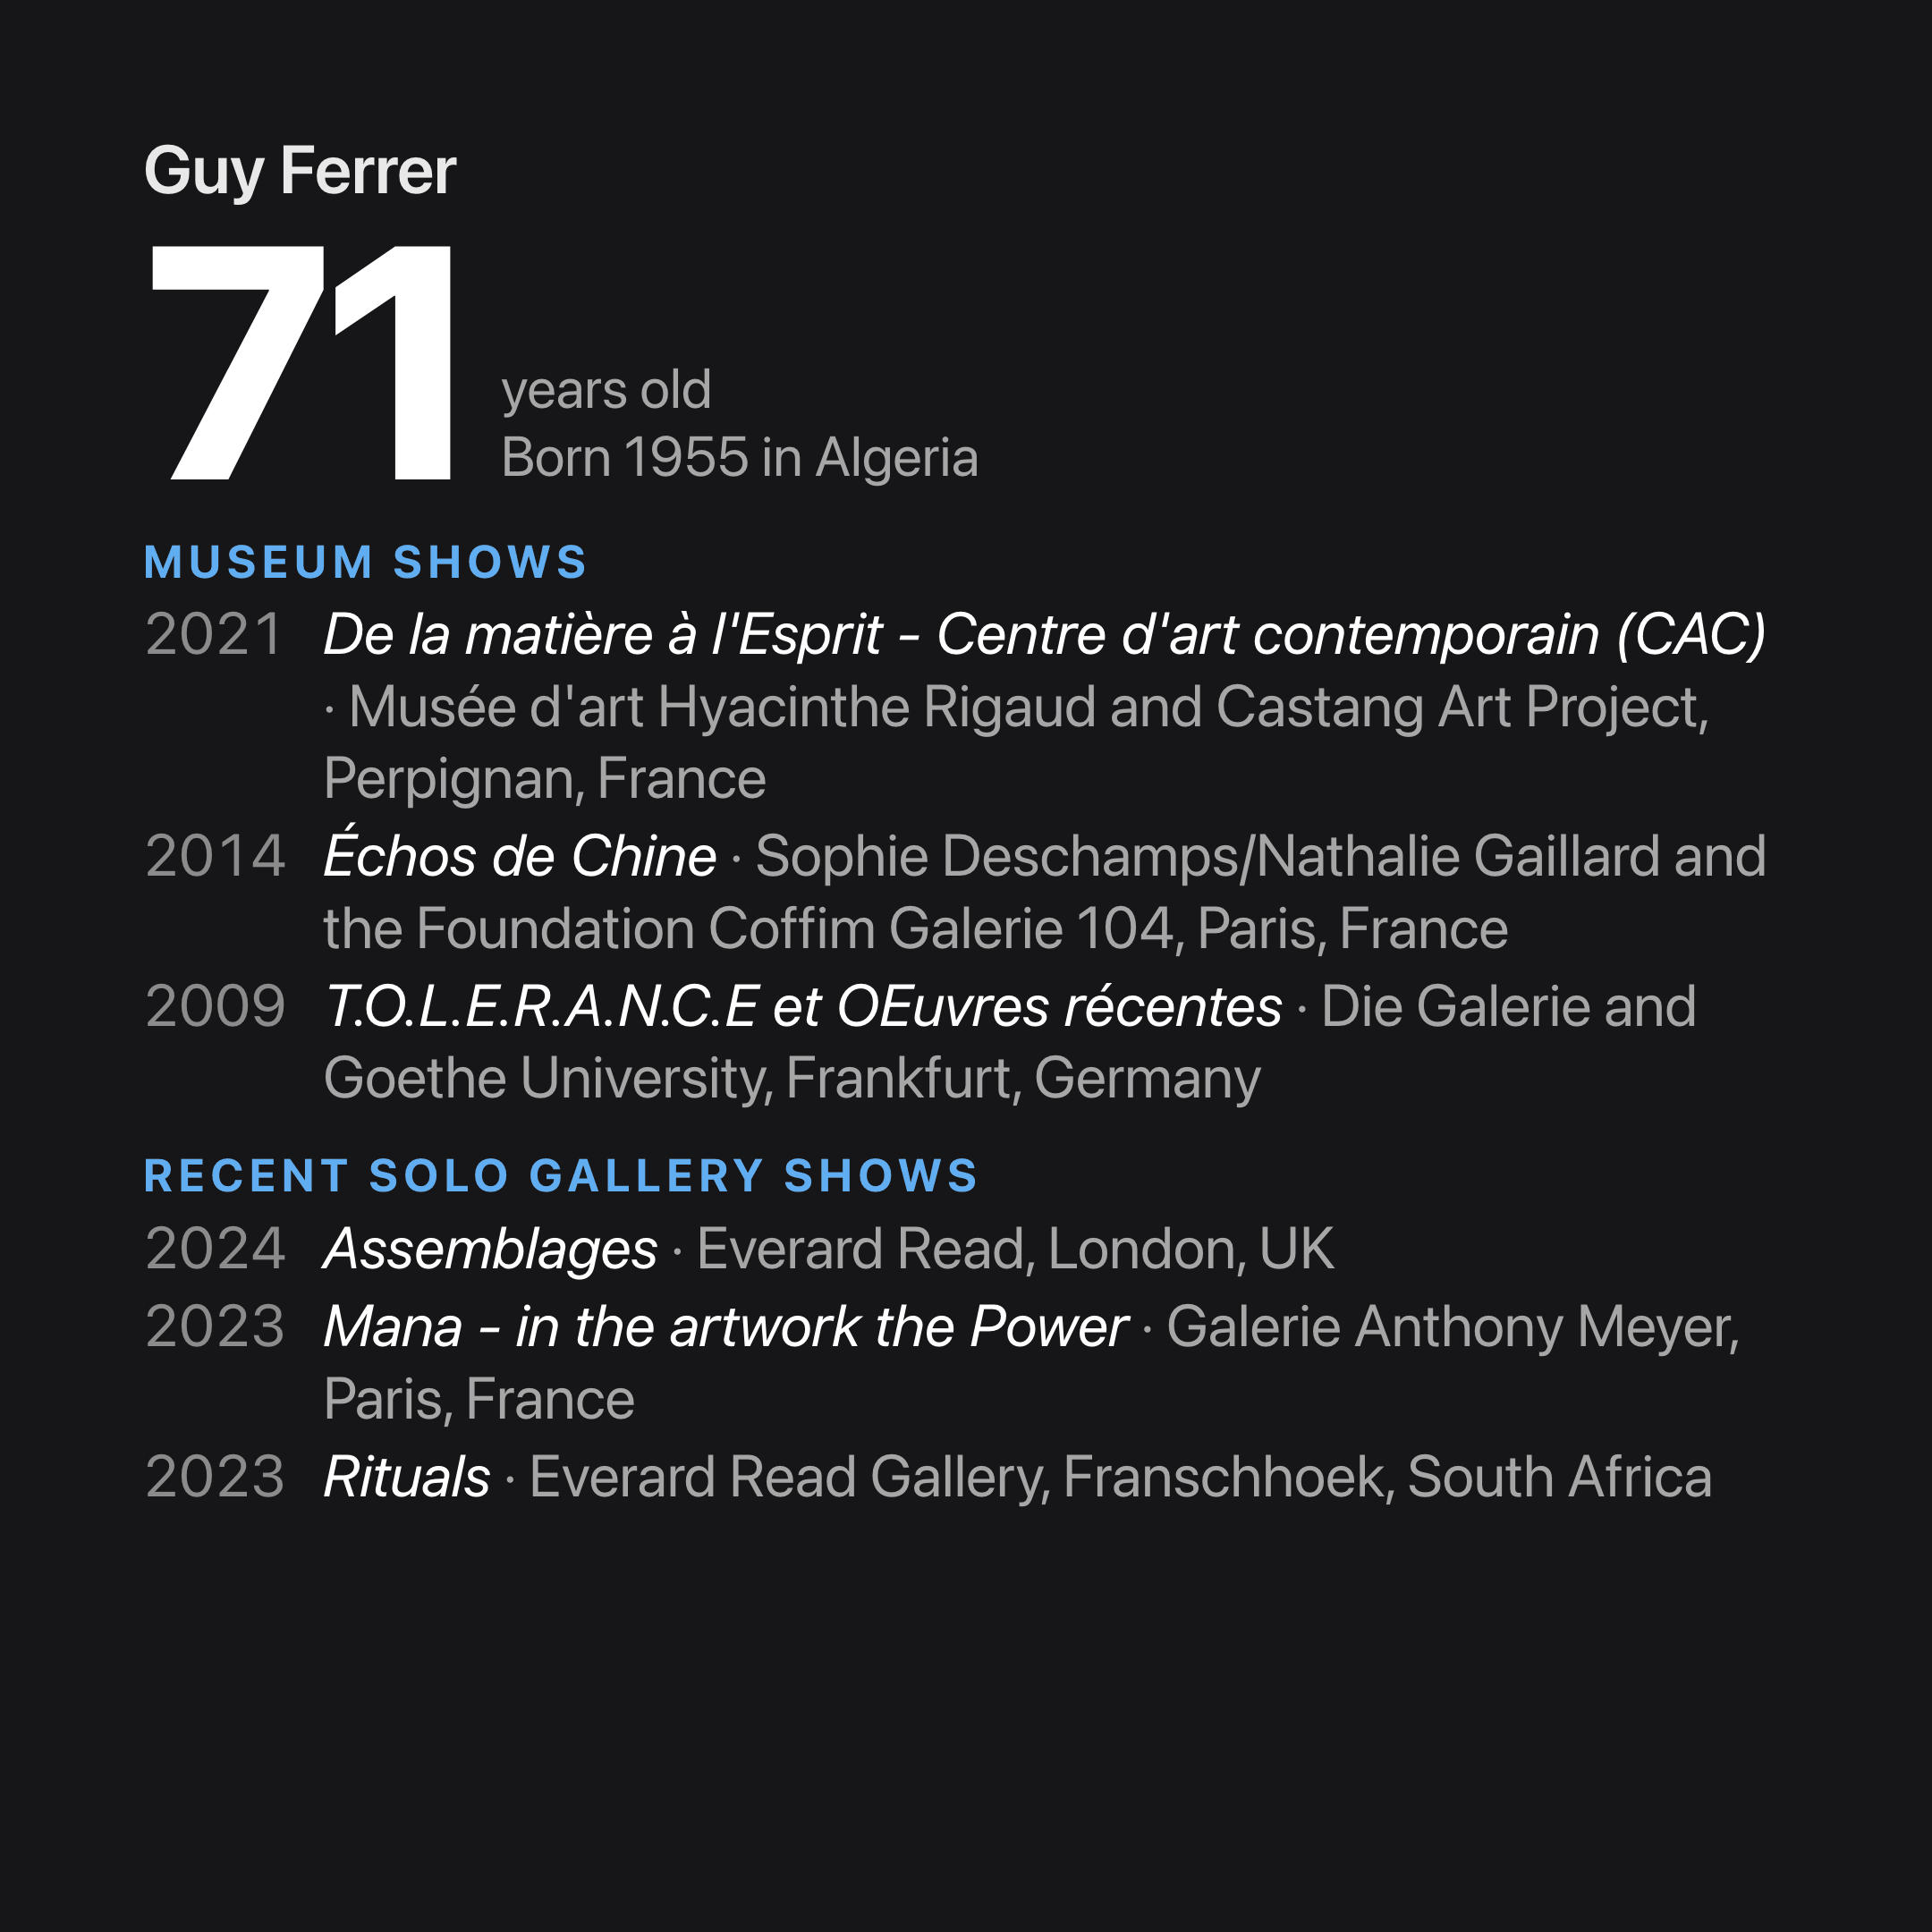 Guy Ferrer
71
years old
Born 1955 in Algeria
MUSEUM SHOWS
2021 De la matière à l'Esprit - Centre d'art contemporain (CAC)
· Musée d'art Hyacinthe Rigaud and Castang Art Project,
Perpignan, France
2014 Échos de Chine · Sophie Deschamps/Nathalie Gaillard and
the Foundation Coffim Galerie 104, Paris, France
2009 T.O.L.E.R.A.N.C.E et OEuvres récentes · Die Galerie and
Goethe University, Frankfurt, Germany
RECENT SOLO GALLERY SHOWS
2024 Assemblages · Everard Read, London, UK
2023 Mana – in the artwork the Power · Galerie Anthony Meyer,
Paris, France
2023 Rituals · Everard Read Gallery, Franschhoek, South Africa